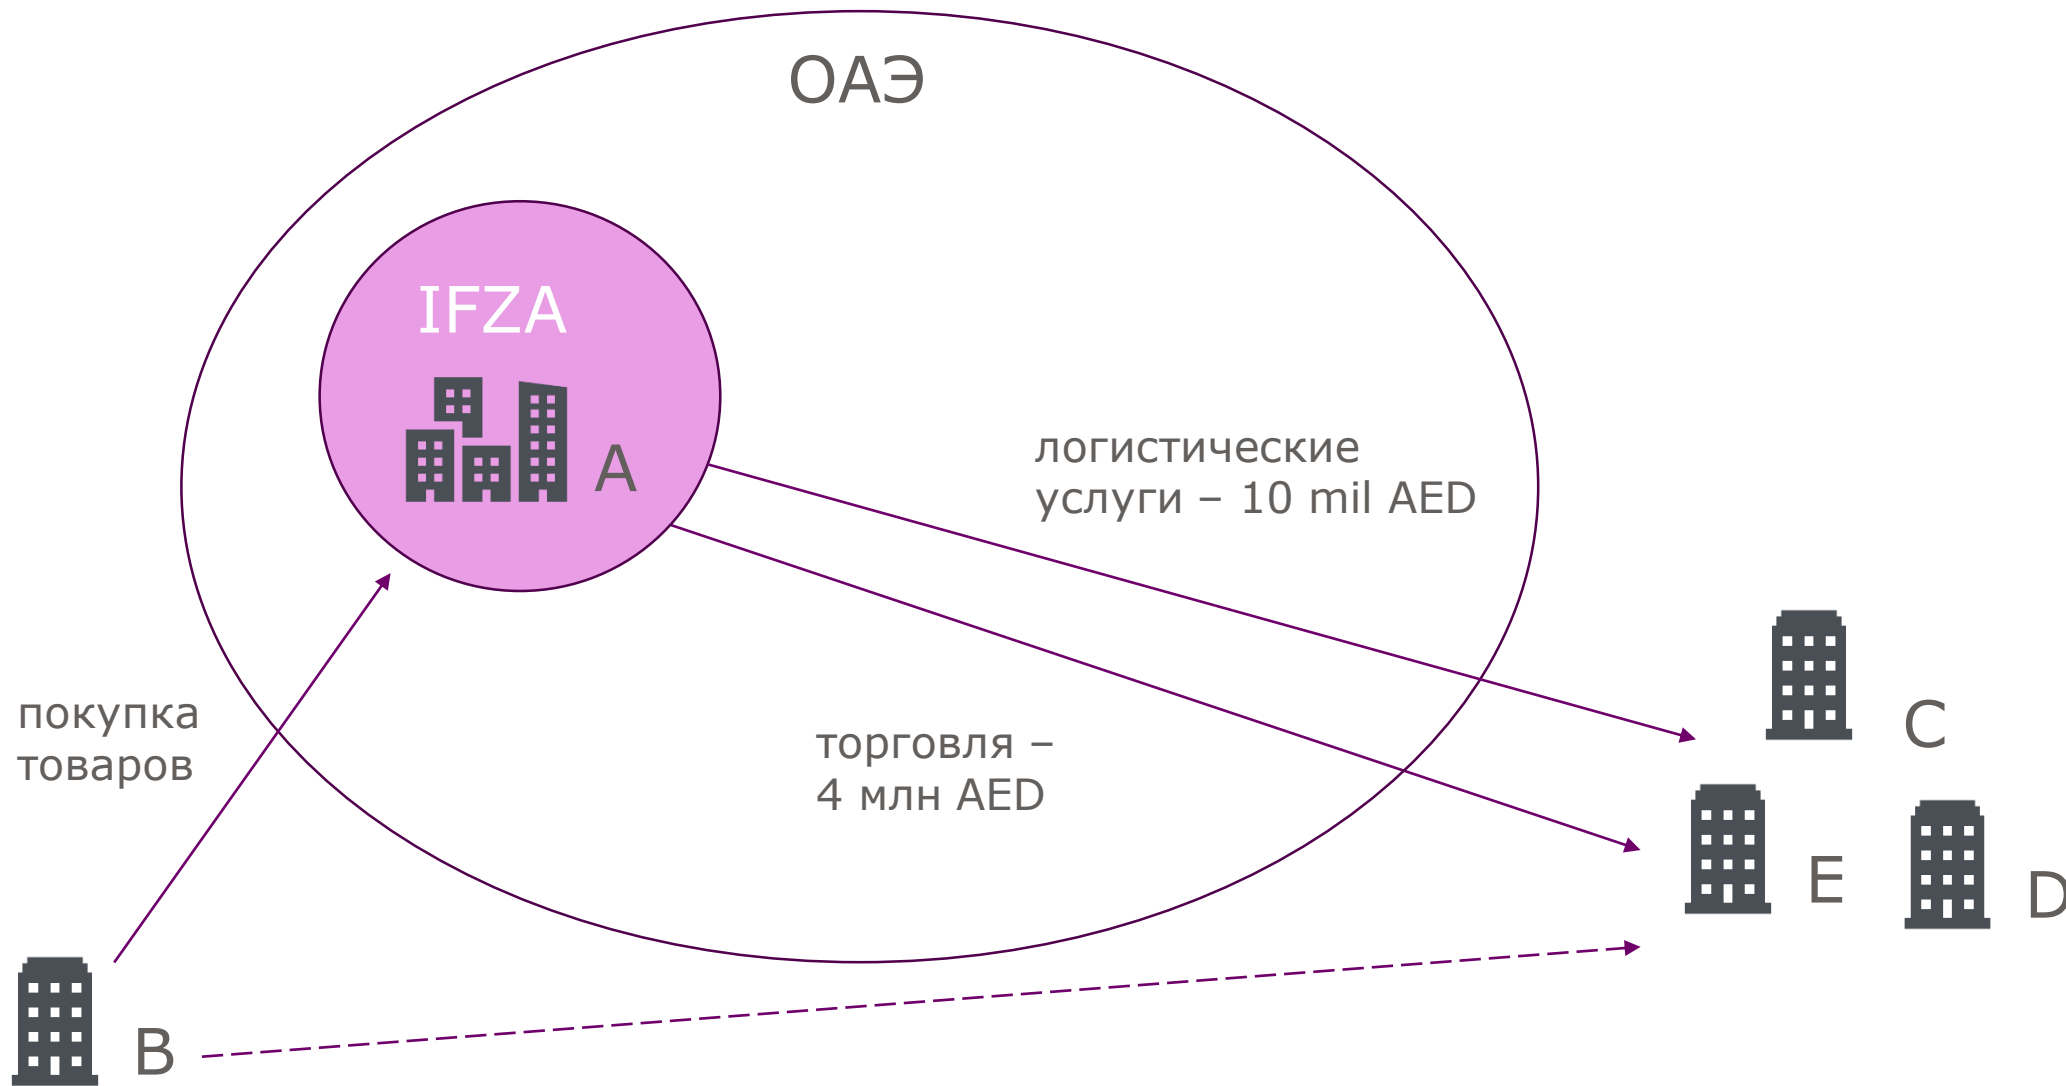 ОАЭ
IFZA
A
логистические
услуги – 10 mil AED
покупка
товаров
торговля –
4 млн AED
C
E
D
B